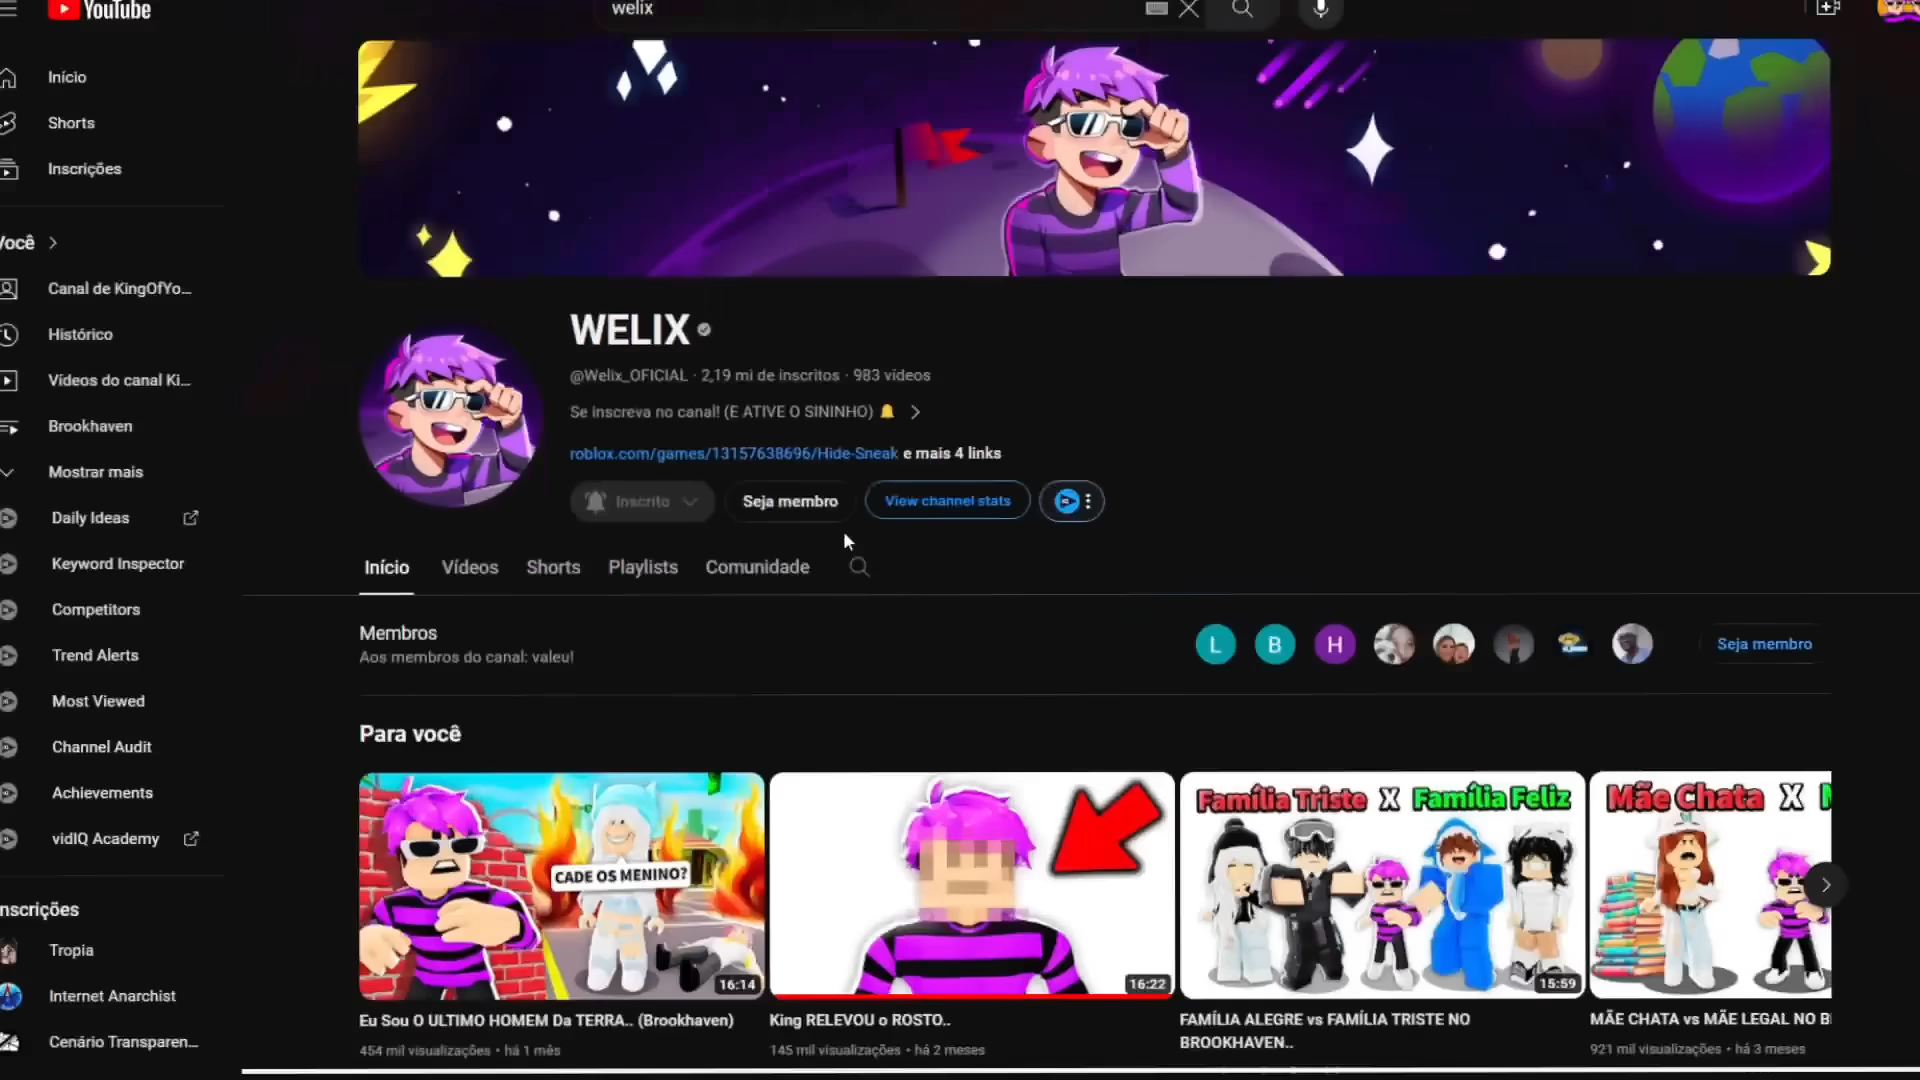 YouTube
welix
Início
Shorts
Inscrições
Você
Canal de KingOfYo...
Histórico
Vídeos do canal Ki...
Brookhaven
Mostrar mais
Daily Ideas
Keyword Inspector
Competitors
Trend Alerts
Most Viewed
Channel Audit
Achievements
vidIQ Academy
nscrições
Tropia
Internet Anarchist
Cenário Transparen...
WELIX
@Welix_OFICIAL · 2,19 mi de inscritos · 983 vídeos
Se inscreva no canal! (E ATIVE O SININHO) 🔔
roblox.com/games/13157638696/Hide-Sneak e mais 4 links
Inscrito
Seja membro
View channel stats
Início
Vídeos
Shorts
Playlists
Comunidade
Membros
Aos membros do canal: valeu!
L
B
H
Seja membro
Para você
CADE OS MENINO?
16:14
Eu Sou O ULTIMO HOMEM Da TERRA.. (Brookhaven)
454 mil visualizações • há 1 mês
16:22
King RELEVOU o ROSTO..
145 mil visualizações • há 2 meses
Família Triste X Família Feliz
15:59
FAMÍLIA ALEGRE vs FAMÍLIA TRISTE NO
BROOKHAVEN..
Mãe Chata X
MÃE CHATA vs MÃE LEGAL NO B
921 mil visualizações • há 3 meses